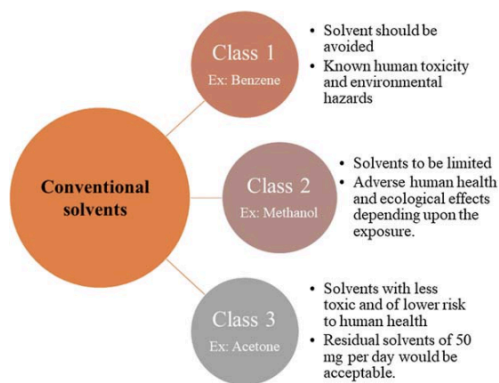 Conventional
solvents
Class 1
Ex: Benzene
• Solvent should be
avoided
• Known human toxicity
and environmental
hazards
Class 2
Ex: Methanol
• Solvents to be limited
• Adverse human health
and ecological effects
depending upon the
exposure.
Class 3
Ex: Acetone
• Solvents with less
toxic and of lower risk
to human health
• Residual solvents of 50
mg per day would be
acceptable.